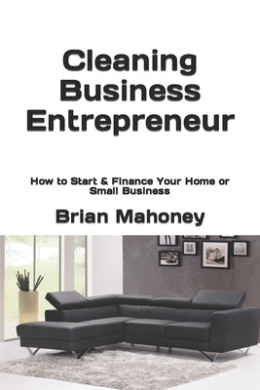 Cleaning
Business
Entrepreneur
How to Start & Finance Your Home or
Small Business
Brian Mahoney